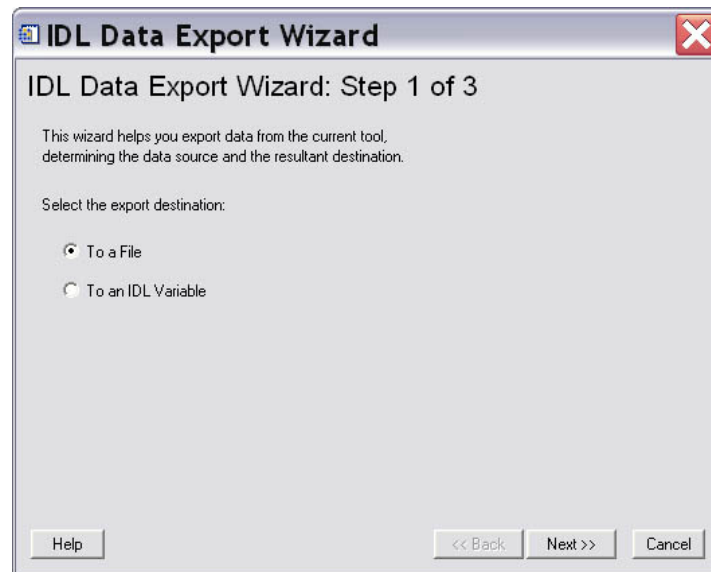 IDL Data Export Wizard
IDL Data Export Wizard: Step 1 of 3
This wizard helps you export data from the current tool,
determining the data source and the resultant destination.
Select the export destination:
To a File
To an IDL Variable
Help
<< Back
Next >>
Cancel